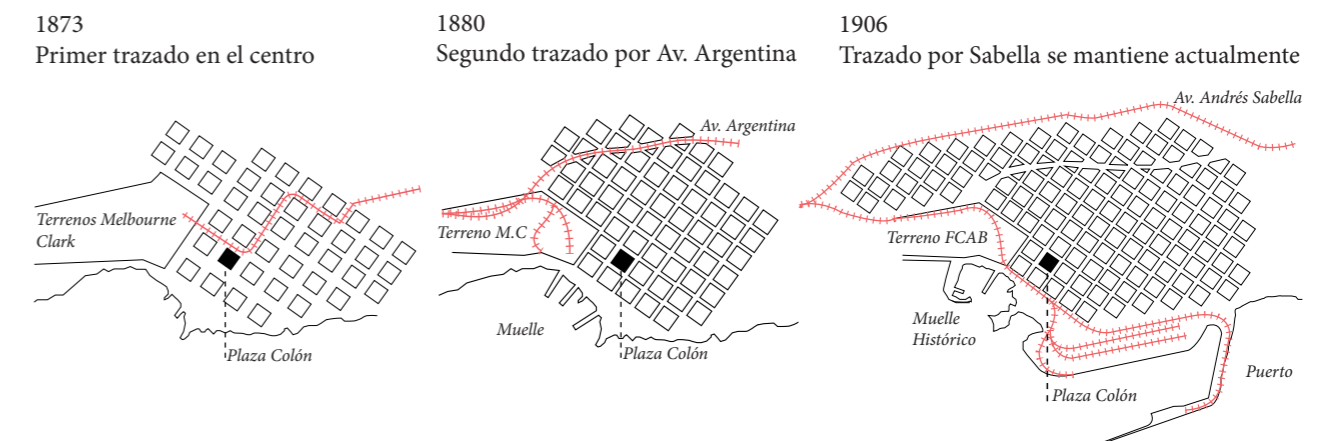 1873
Primer trazado en el centro
Terrenos Melbourne
Clark
Plaza Colón
1880
Segundo trazado por Av. Argentina
Av. Argentina
Terreno M.C
Muelle
Plaza Colón
1906
Trazado por Sabella se mantiene actualmente
Av. Andrés Sabella
Terreno FCAB
Muelle
Histórico
Puerto
Plaza Colón